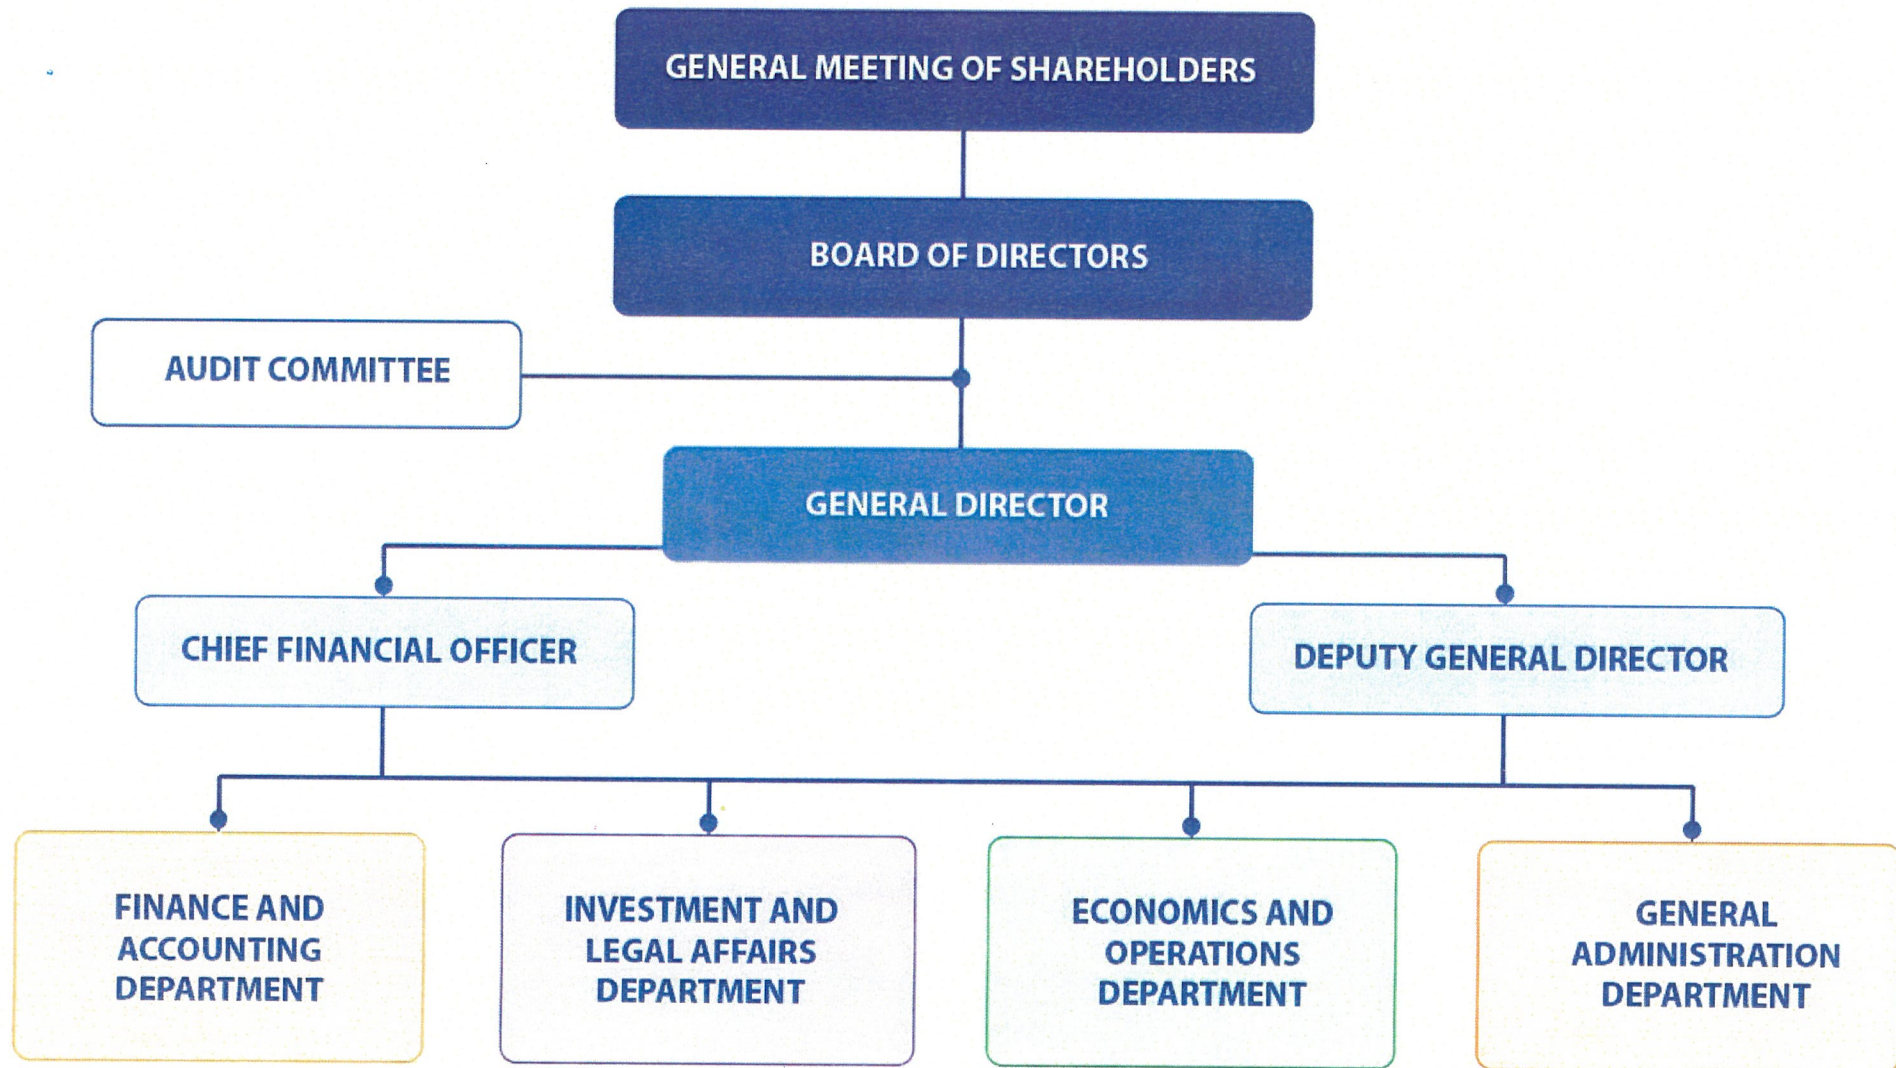 GENERAL MEETING OF SHAREHOLDERS
BOARD OF DIRECTORS
AUDIT COMMITTEE
GENERAL DIRECTOR
CHIEF FINANCIAL OFFICER
DEPUTY GENERAL DIRECTOR
FINANCE AND
ACCOUNTING
DEPARTMENT
INVESTMENT AND
LEGAL AFFAIRS
DEPARTMENT
ECONOMICS AND
OPERATIONS
DEPARTMENT
GENERAL
ADMINISTRATION
DEPARTMENT